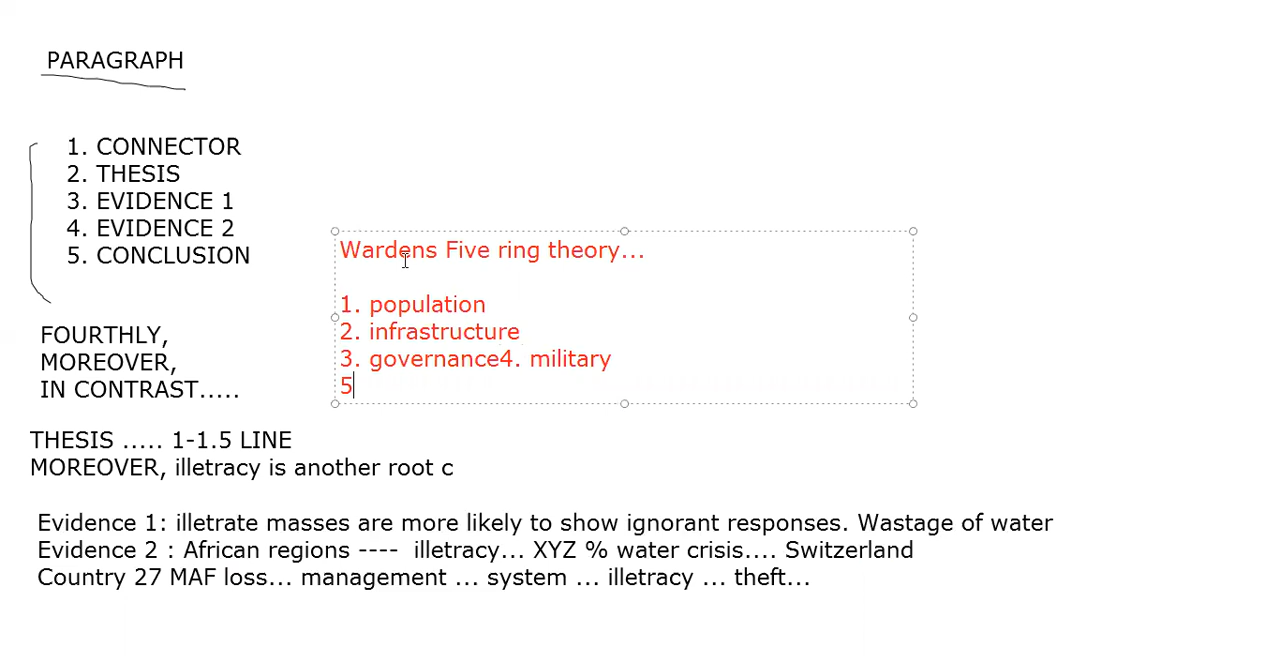 PARAGRAPH
1. CONNECTOR
2. THESIS
3. EVIDENCE 1
4. EVIDENCE 2
5. CONCLUSION
Wardens Five ring theory...
1. population
2. infrastructure
3. governance4. military
5
FOURTHLY,
MOREOVER,
IN CONTRAST.....
THESIS ..... 1-1.5 LINE
MOREOVER, illetracy is another root c
Evidence 1: illetrate masses are more likely to show ignorant responses. Wastage of water
Evidence 2 : African regions ---- illetracy... XYZ % water crisis.... Switzerland
Country 27 MAF loss... management ... system ... illetracy ... theft...